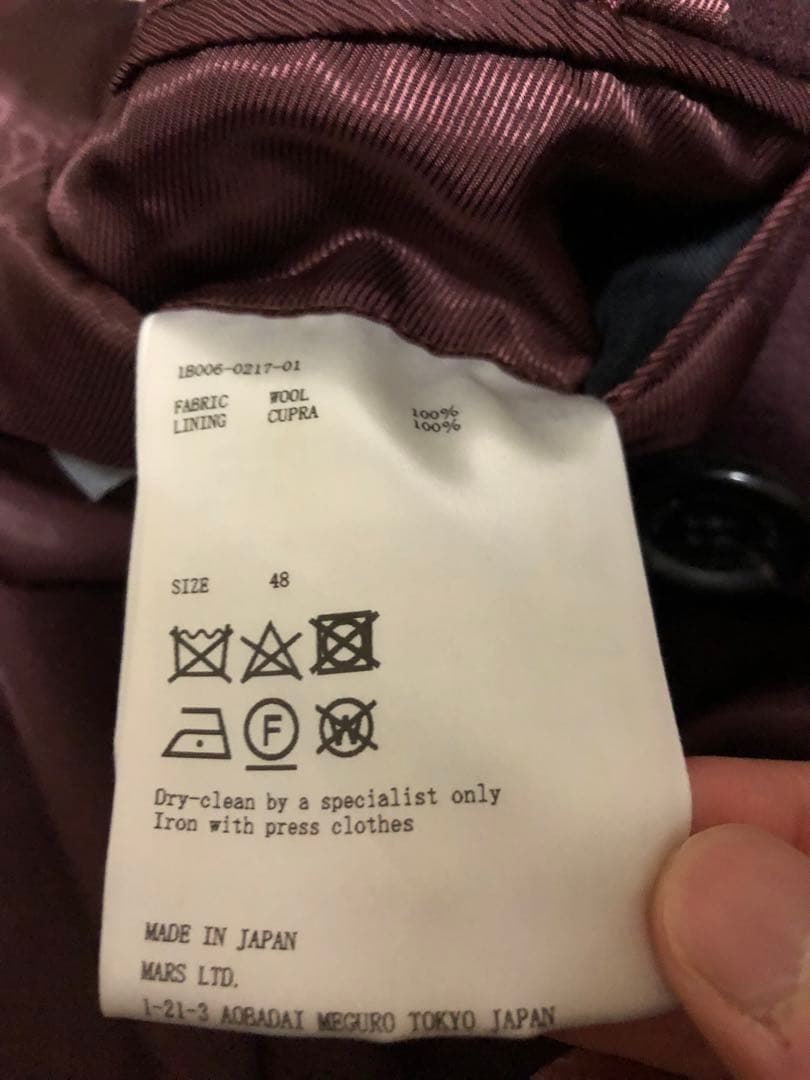 18006-0217-01
FABRIC WOOL 100%
LINING CUPRA 100%
SIZE 48
F
W
Dry-clean by a specialist only
Iron with press clothes
MADE IN JAPAN
MARS LTD.
1-21-3 AOBADAI MEGURO TOKYO JAPAN